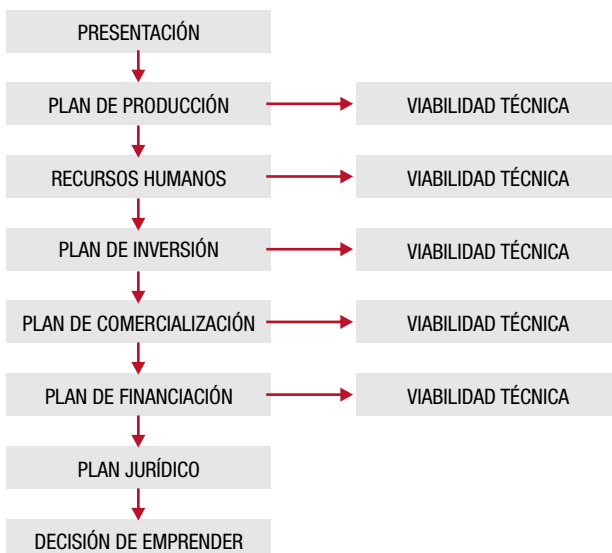 PRESENTACIÓN
PLAN DE PRODUCCIÓN
VIABILIDAD TÉCNICA
RECURSOS HUMANOS
VIABILIDAD TÉCNICA
PLAN DE INVERSIÓN
VIABILIDAD TÉCNICA
PLAN DE COMERCIALIZACIÓN
VIABILIDAD TÉCNICA
PLAN DE FINANCIACIÓN
VIABILIDAD TÉCNICA
PLAN JURÍDICO
DECISIÓN DE EMPRENDER